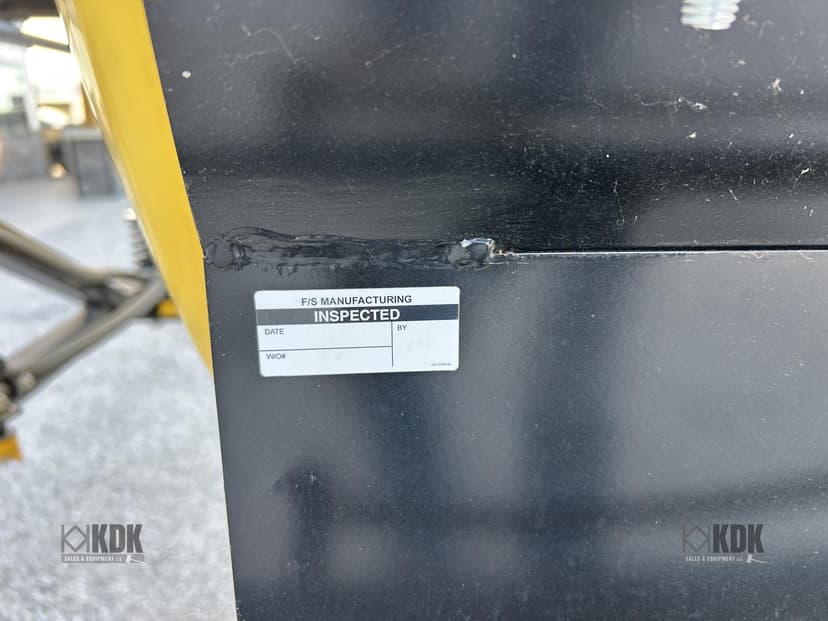 F/S MANUFACTURING
INSPECTED
DATE
BY
W/O#
KDK
SALES & EQUIPMENT LLC
KDK
SALES & EQUIPMENT LLC